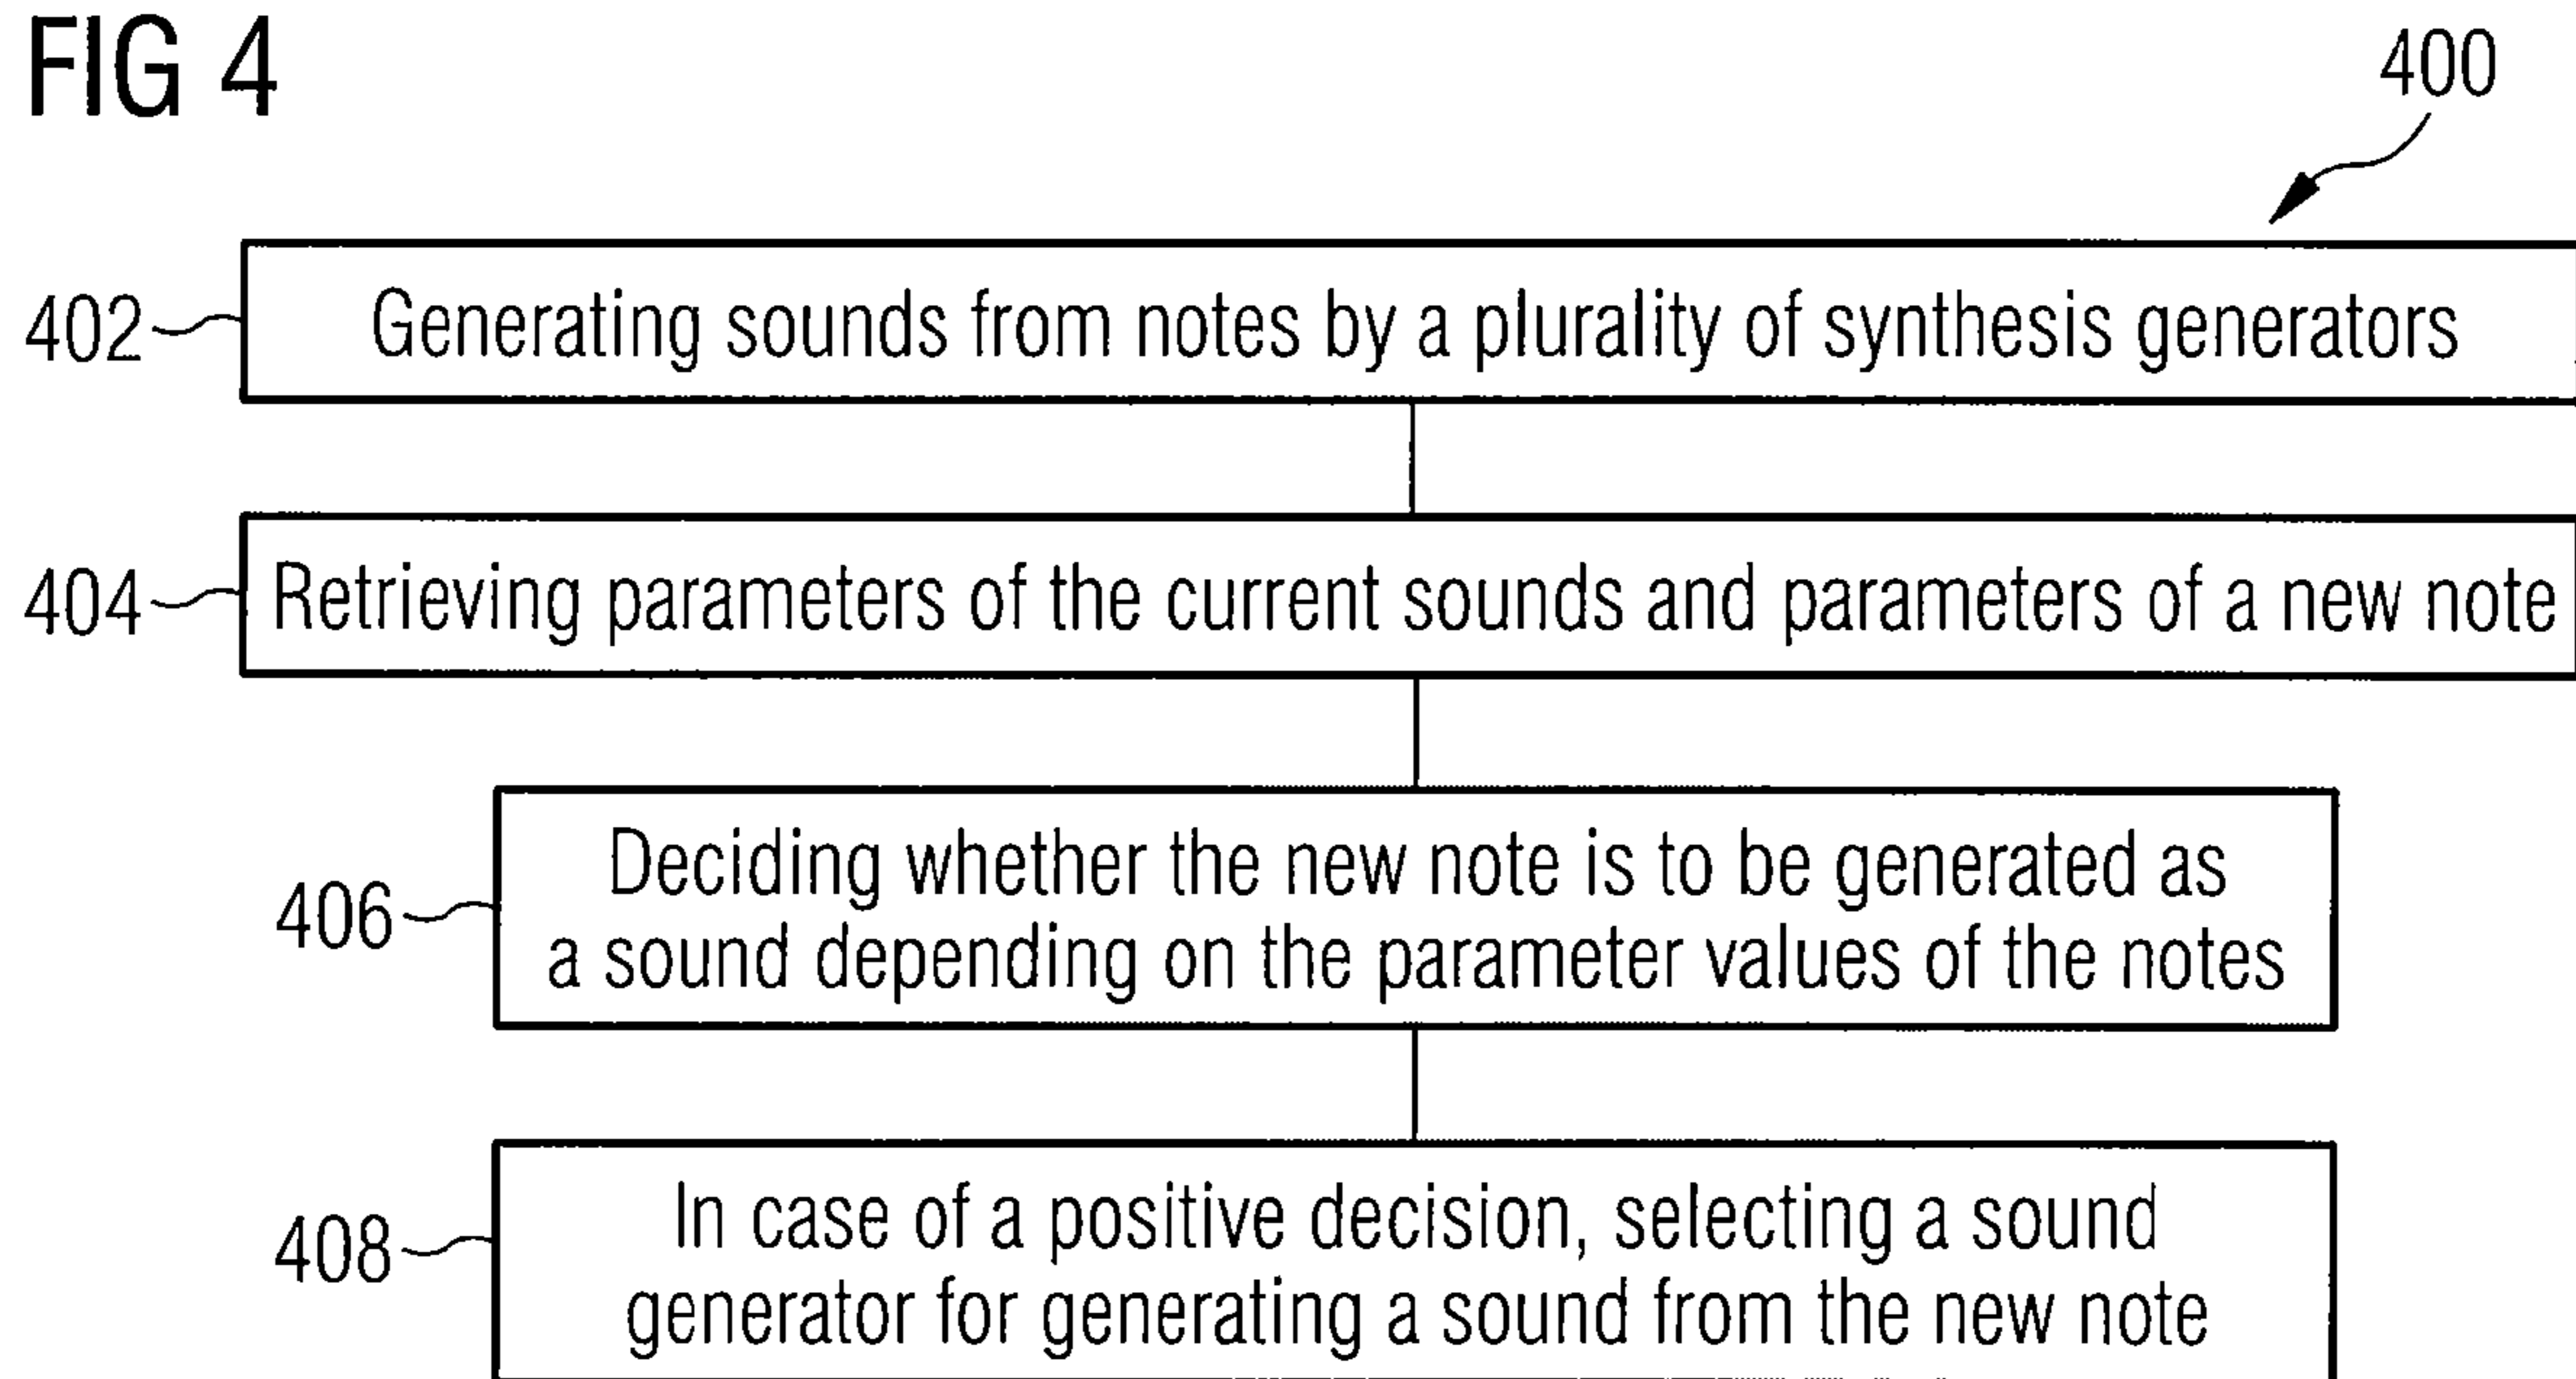 FIG 4
400
402
Generating sounds from notes by a plurality of synthesis generators
404
Retrieving parameters of the current sounds and parameters of a new note
406
Deciding whether the new note is to be generated as
a sound depending on the parameter values of the notes
408
In case of a positive decision, selecting a sound
generator for generating a sound from the new note